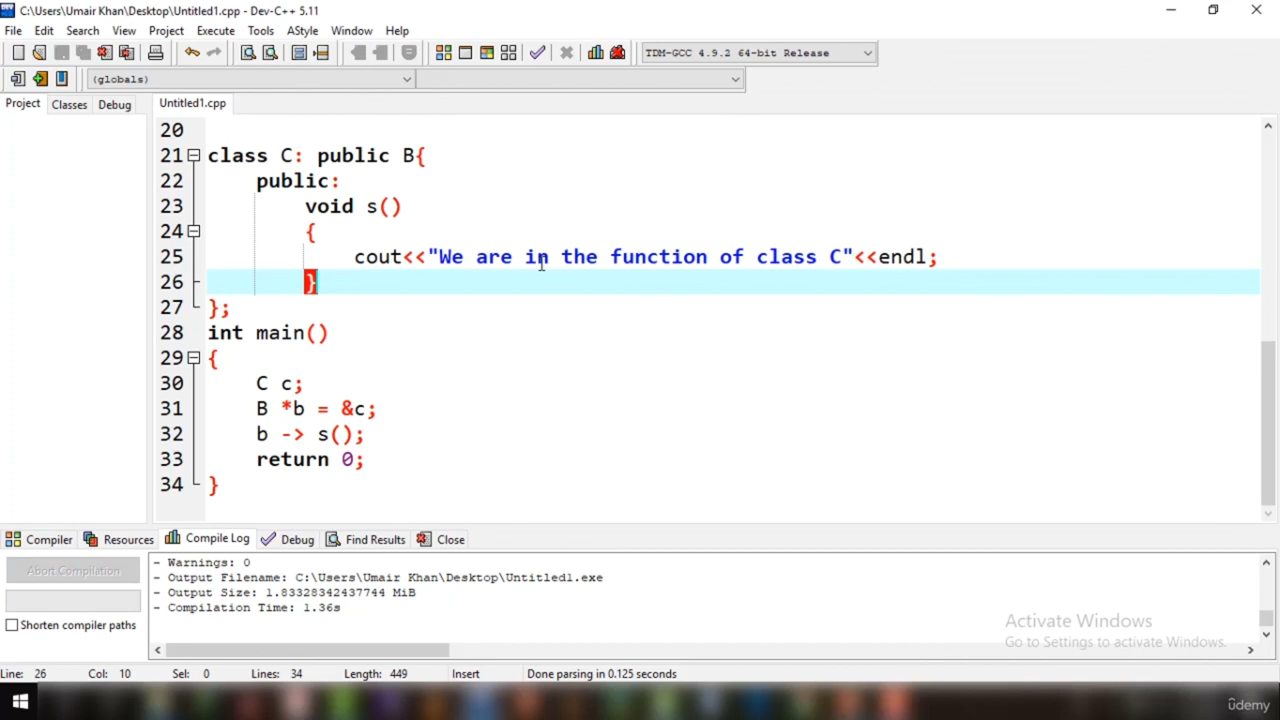 C:\Users\Umair Khan\Desktop\Untitled1.cpp - Dev-C++ 5.11
File Edit Search View Project Execute Tools AStyle Window Help
TDM-GCC 4.9.2 64-bit Release
(globals)
Project Classes Debug Untitled1.cpp
20
21 class C: public B{
22 public:
23 void s()
24 {
25 cout<<"We are in the function of class C"<<endl;
26 }
27 };
28 int main()
29 {
30 C c;
31 B *b = &c;
32 b -> s();
33 return 0;
34 }
Compiler Resources Compile Log Debug Find Results Close
Abort Compilation
Shorten compiler paths
- Warnings: 0
- Output Filename: C:\Users\Umair Khan\Desktop\Untitled1.exe
- Output Size: 1.83328342437744 MiB
- Compilation Time: 1.36s
Activate Windows
Go to Settings to activate Windows.
Line: 26 Col: 10 Sel: 0 Lines: 34 Length: 449 Insert Done parsing in 0.125 seconds
ûdemy